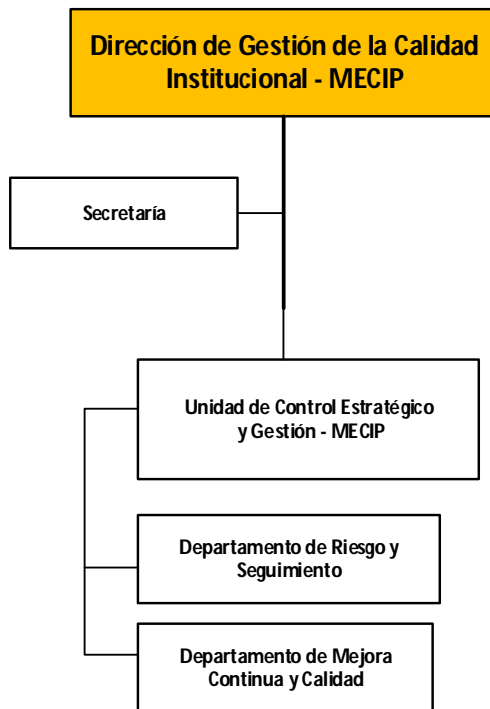 Dirección de Gestión de la Calidad
Institucional - MECIP
Secretaría
Unidad de Control Estratégico
y Gestión - MECIP
Departamento de Riesgo y
Seguimiento
Departamento de Mejora
Continua y Calidad